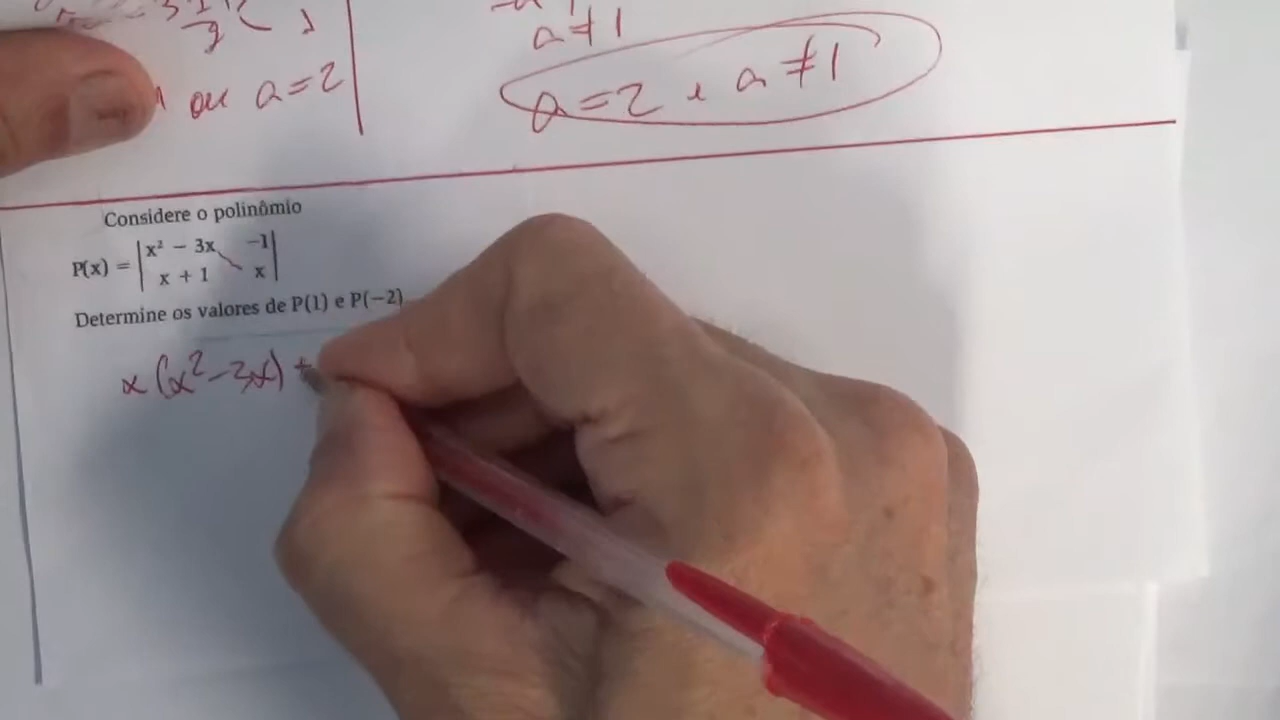 ou a=2
a≠1
a=2 e a≠1
Considere o polinômio
P(x) = |x² − 3x -1|
|x + 1 x|
Determine os valores de P(1) e P(−2)
x(x²-3x) +